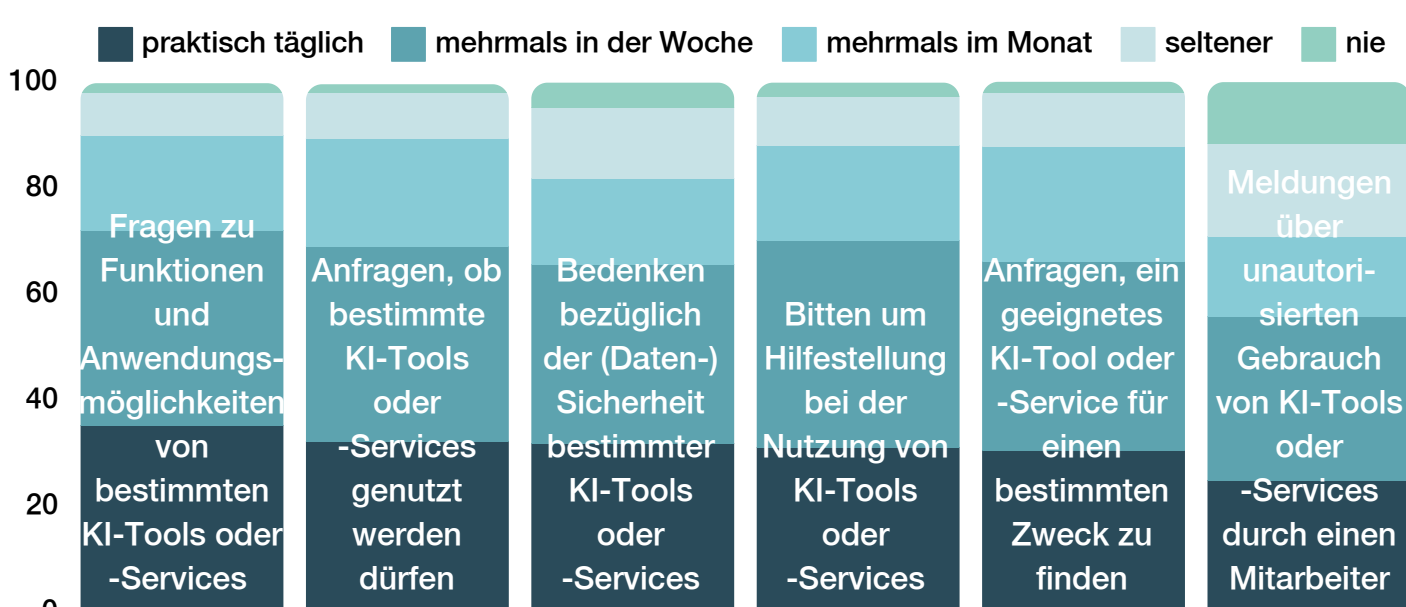 praktisch täglich mehrmals in der Woche mehrmals im Monat seltener nie
100
80
60
40
20
0
Fragen zu
Funktionen
und
Anwendungs-
möglichkeiten
von
bestimmten
KI-Tools oder
-Services
Anfragen, ob
bestimmte
KI-Tools
oder
-Services
genutzt
werden
dürfen
Bedenken
bezüglich
der (Daten-)
Sicherheit
bestimmter
KI-Tools
oder
-Services
Bitten um
Hilfestellung
bei der
Nutzung von
KI-Tools
oder
-Services
Anfragen, ein
geeignetes
KI-Tool oder
-Service für
einen
bestimmten
Zweck zu
finden
Meldungen
über
unautori-
sierten
Gebrauch
von KI-Tools
oder
-Services
durch einen
Mitarbeiter